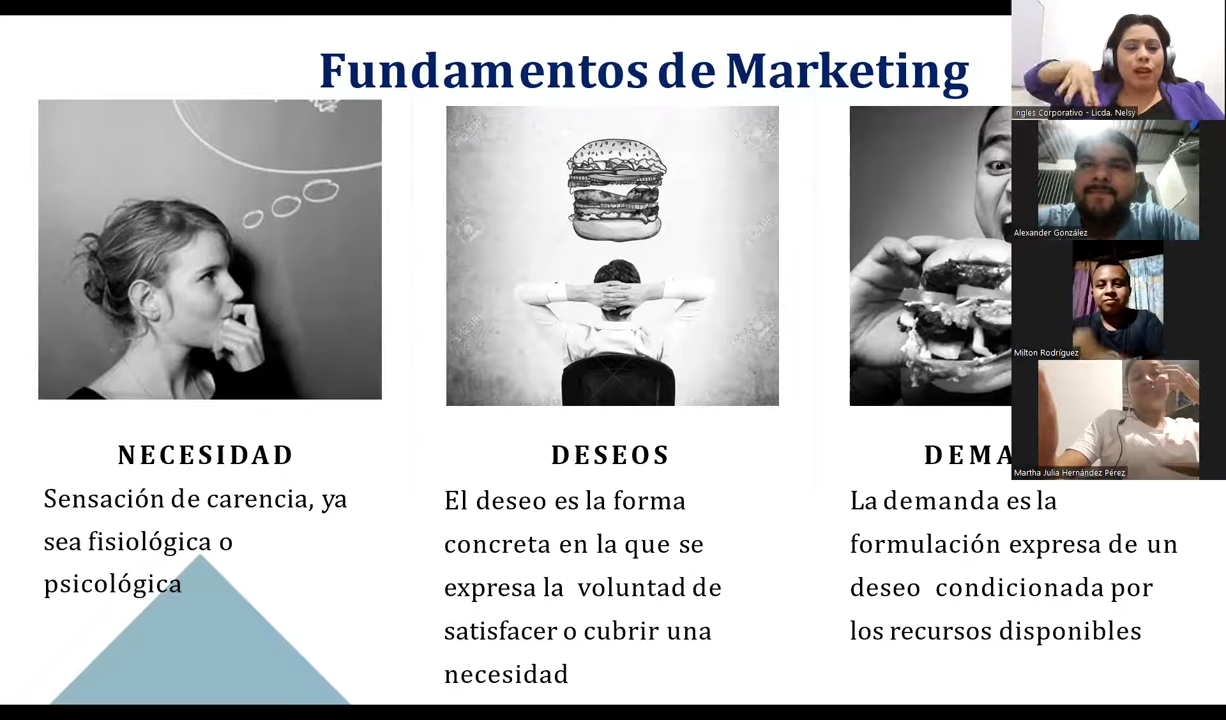 Fundamentos de Marketing
NECESIDAD
Sensación de carencia, ya
sea fisiológica o
psicológica
DESEOS
El deseo es la forma
concreta en la que se
expresa la voluntad de
satisfacer o cubrir una
necesidad
DEMA
La demanda es la
formulación expresa de un
deseo condicionada por
los recursos disponibles
Ingles Corporativo - Licda. Nelsy
Alexander González
Milton Rodríguez
Martha Julia Hernández Pérez